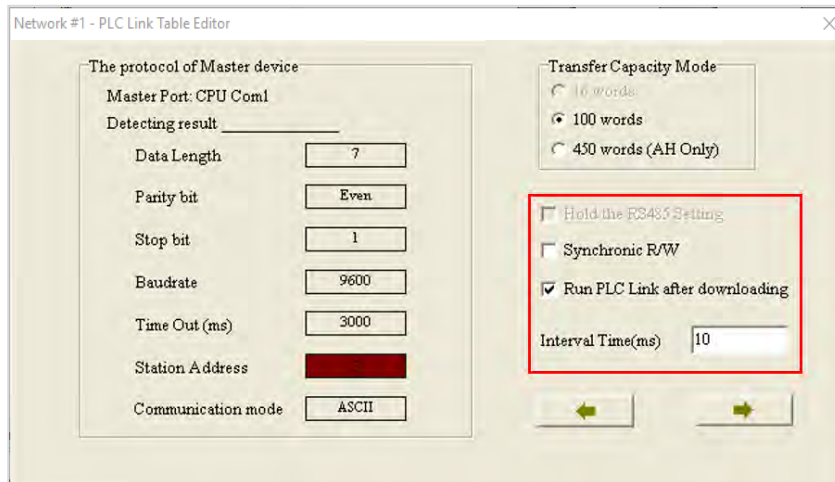 Network #1 - PLC Link Table Editor
The protocol of Master device
Master Port: CPU Com1
Detecting result
Data Length 7
Parity bit Even
Stop bit 1
Baudrate 9600
Time Out (ms) 3000
Station Address
Communication mode ASCII
Transfer Capacity Mode
16 words
100 words
450 words (AH Only)
Hold the RS485 Setting
Synchronic R/W
Run PLC Link after downloading
Interval Time(ms) 10